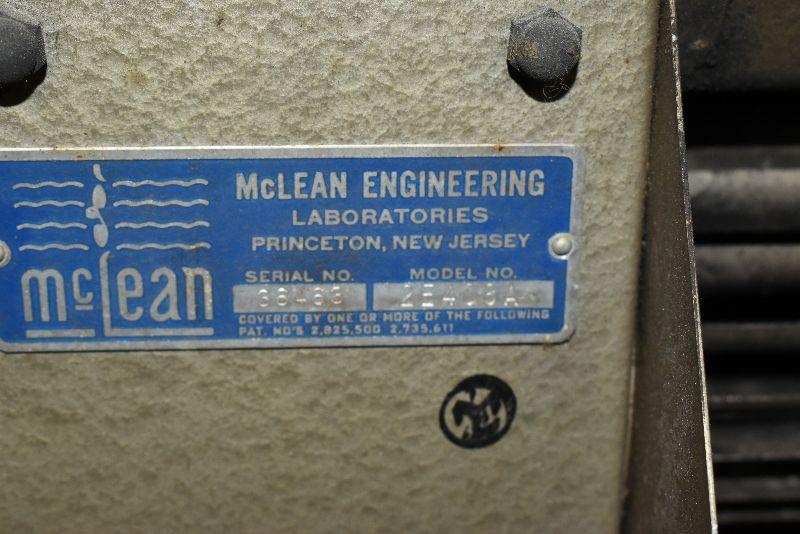 McLean
McLEAN ENGINEERING
LABORATORIES
PRINCETON, NEW JERSEY
SERIAL NO.
MODEL NO.
2E408A
COVERED BY ONE OR MORE OF THE FOLLOWING
PAT. NO'S 2,825,500 2,735,611